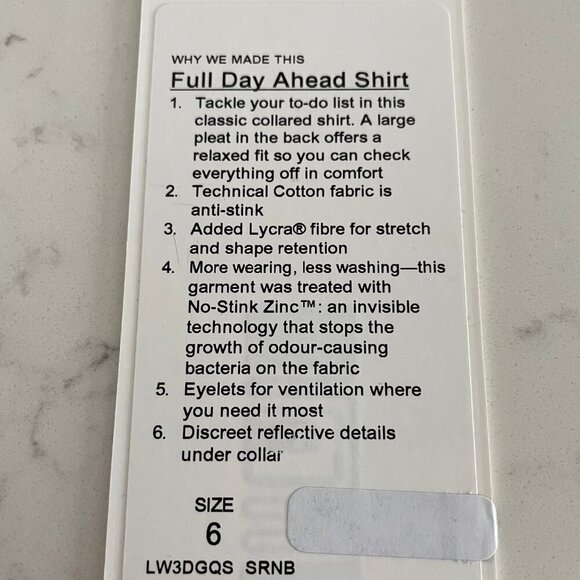 WHY WE MADE THIS
Full Day Ahead Shirt
1. Tackle your to-do list in this
classic collared shirt. A large
pleat in the back offers a
relaxed fit so you can check
everything off in comfort
2. Technical Cotton fabric is
anti-stink
3. Added Lycra® fibre for stretch
and shape retention
4. More wearing, less washing—this
garment was treated with
No-Stink Zinc™: an invisible
technology that stops the
growth of odour-causing
bacteria on the fabric
5. Eyelets for ventilation where
you need it most
6. Discreet reflective details
under collar
SIZE
6
LW3DGQS SRNB